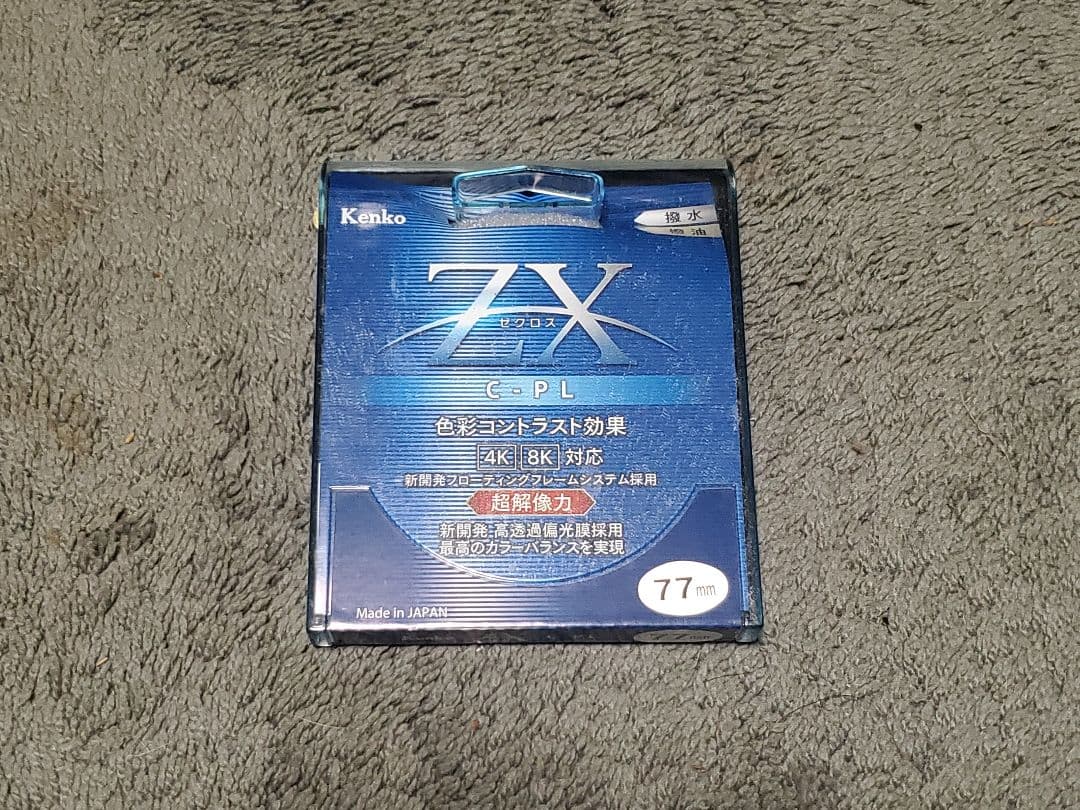 Kenko
撥水
撥油
ZX
ゼクロス
C-PL
色彩コントラスト効果
4K 8K 対応
新開発フローティングフレームシステム採用
超解像力
新開発・高透過偏光膜採用
最高のカラーバランスを実現
77mm
Made in JAPAN
77mm